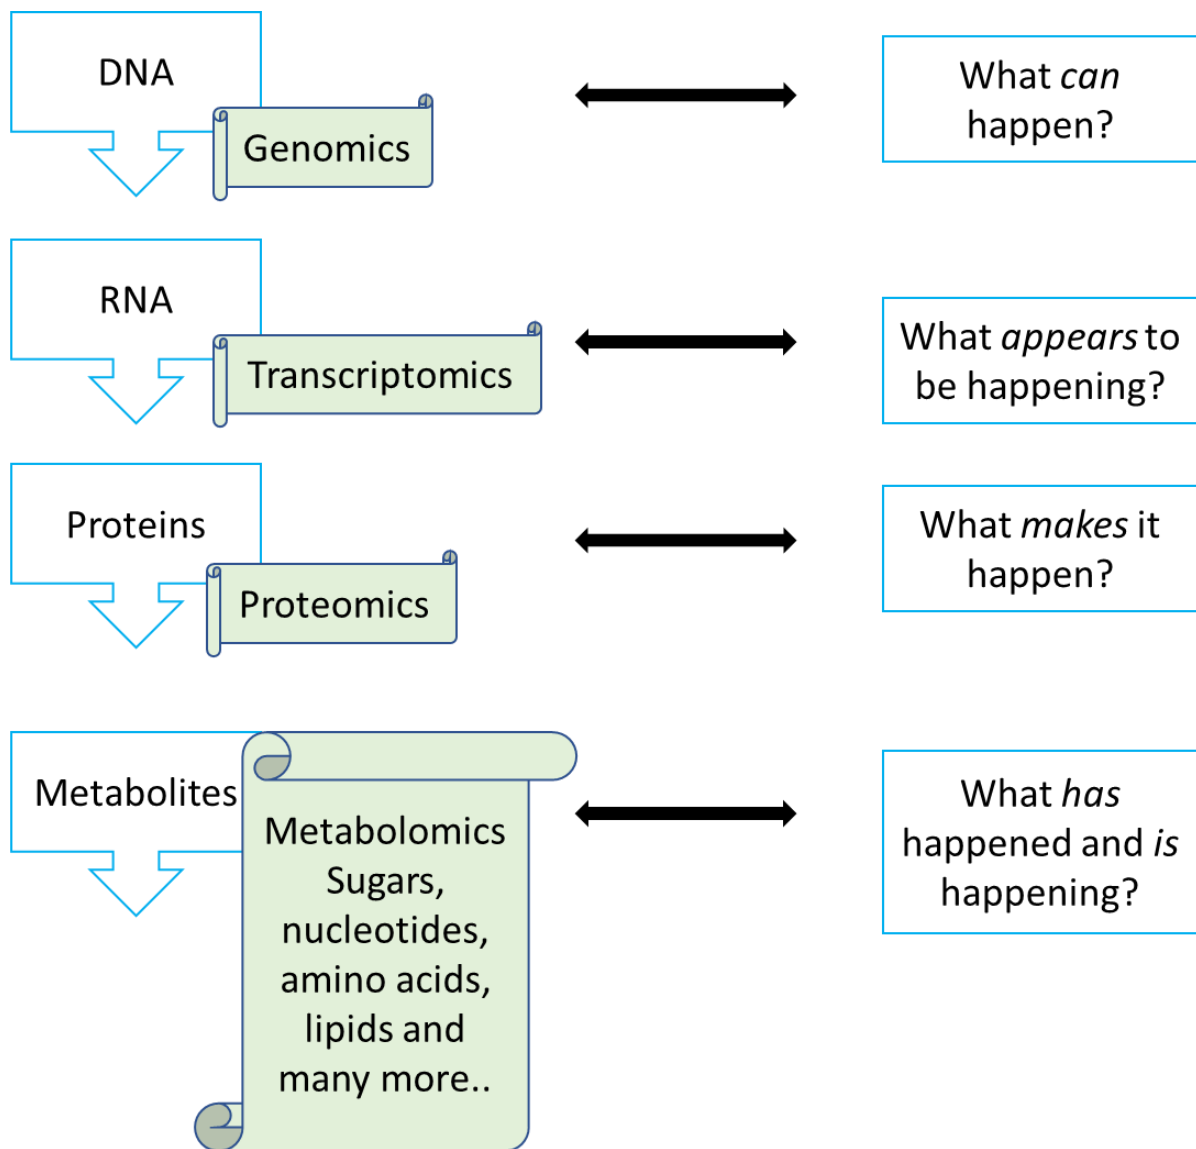 DNA
Genomics
What can
happen?
RNA
Transcriptomics
What appears to
be happening?
Proteins
Proteomics
What makes it
happen?
Metabolites
Metabolomics
Sugars,
nucleotides,
amino acids,
lipids and
many more..
What has
happened and is
happening?